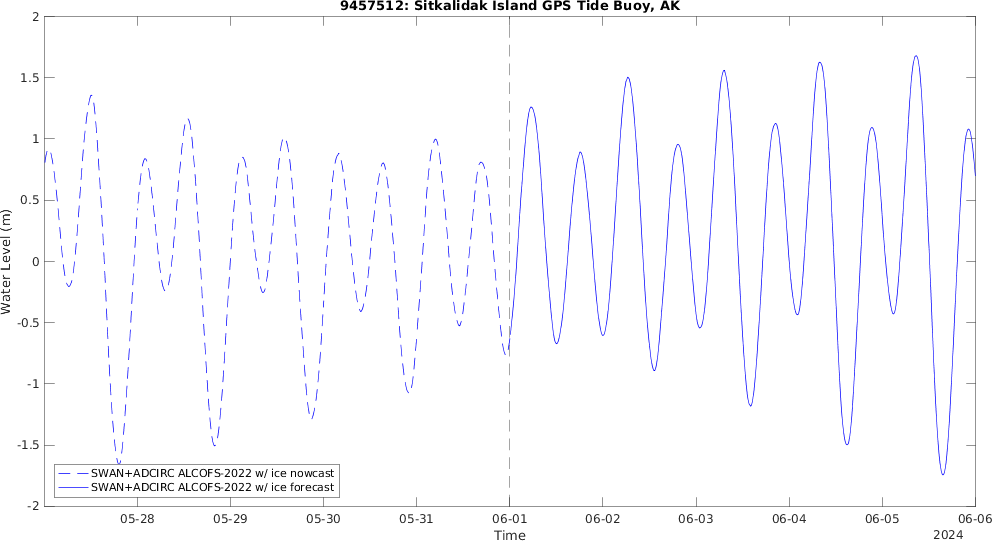 9457512: Sitkalidak Island GPS Tide Buoy, AK
2
1.5
1
0.5
0
-0.5
-1
-1.5
-2
Water Level (m)
SWAN+ADCIRC ALCOFS-2022 w/ ice nowcast
SWAN+ADCIRC ALCOFS-2022 w/ ice forecast
05-28 05-29 05-30 05-31 06-01 06-02 06-03 06-04 06-05 06-06
Time
2024